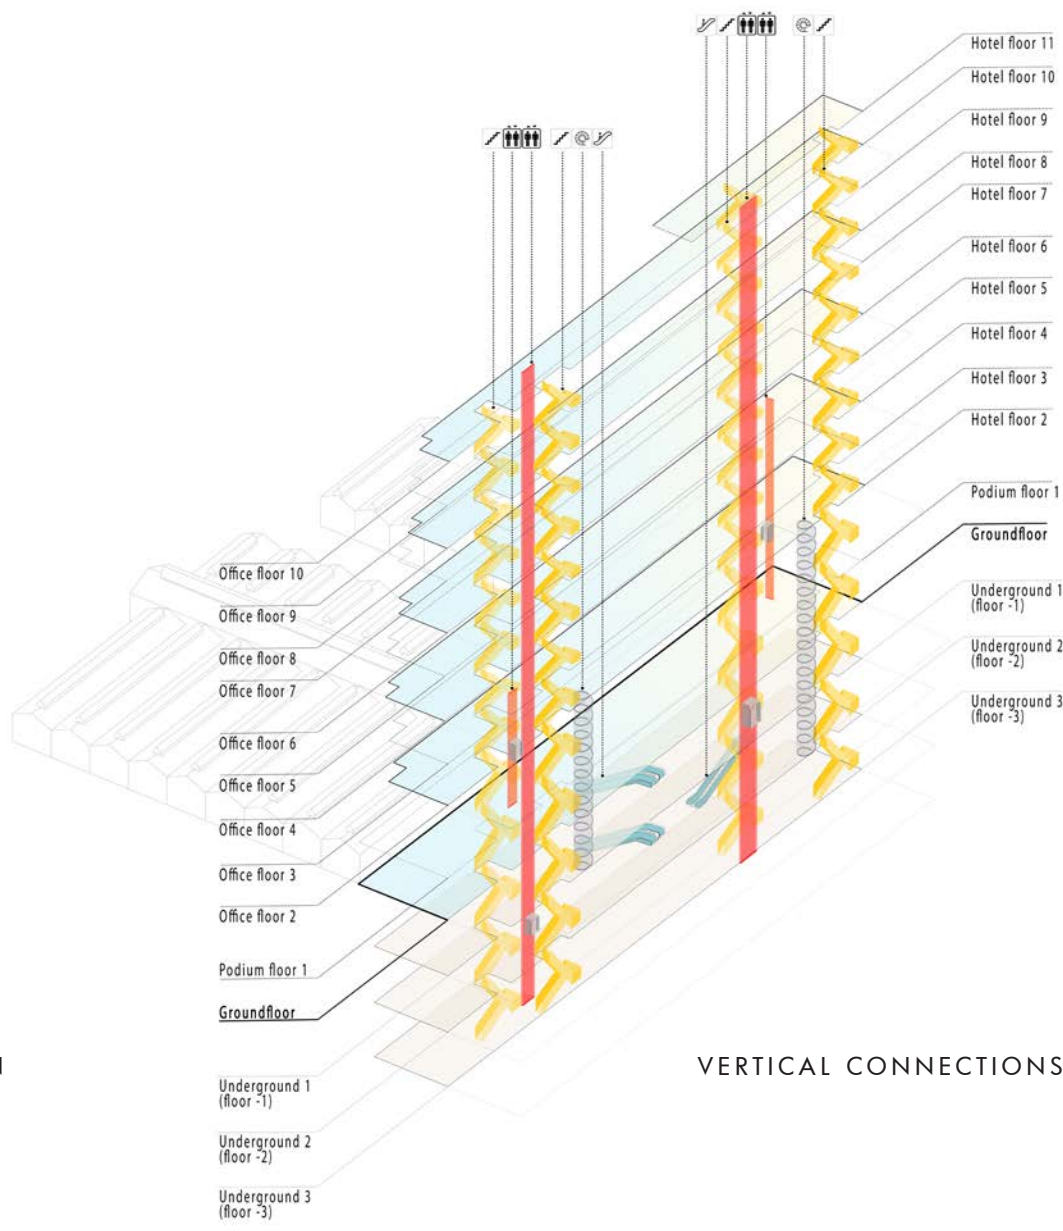 Hotel floor 11
Hotel floor 10
Hotel floor 9
Hotel floor 8
Hotel floor 7
Hotel floor 6
Hotel floor 5
Hotel floor 4
Hotel floor 3
Hotel floor 2
Podium floor 1
Groundfloor
Underground 1
(floor -1)
Underground 2
(floor -2)
Underground 3
(floor -3)
Office floor 10
Office floor 9
Office floor 8
Office floor 7
Office floor 6
Office floor 5
Office floor 4
Office floor 3
Office floor 2
Podium floor 1
Groundfloor
Underground 1
(floor -1)
Underground 2
(floor -2)
Underground 3
(floor -3)
VERTICAL CONNECTIONS